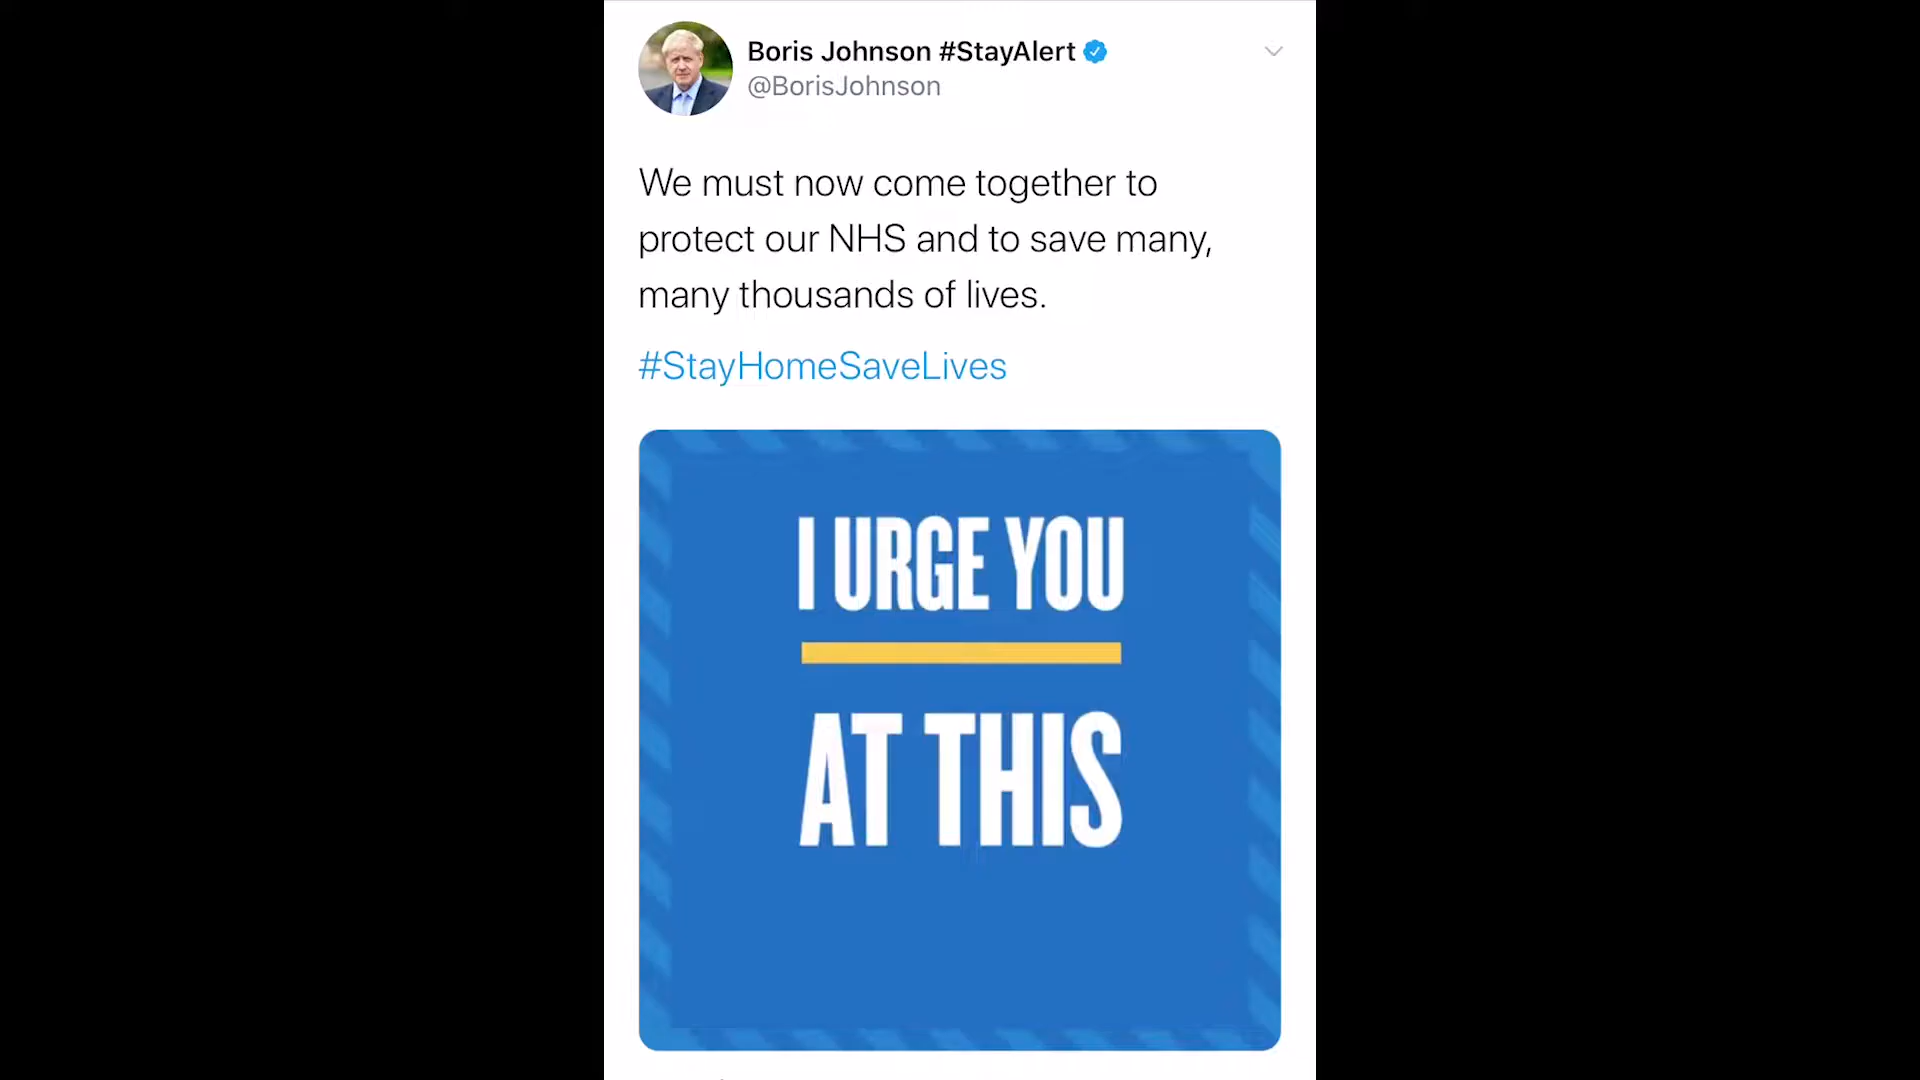 Boris Johnson #StayAlert
@BorisJohnson
We must now come together to
protect our NHS and to save many,
many thousands of lives.
#StayHomeSaveLives
I URGE YOU
AT THIS